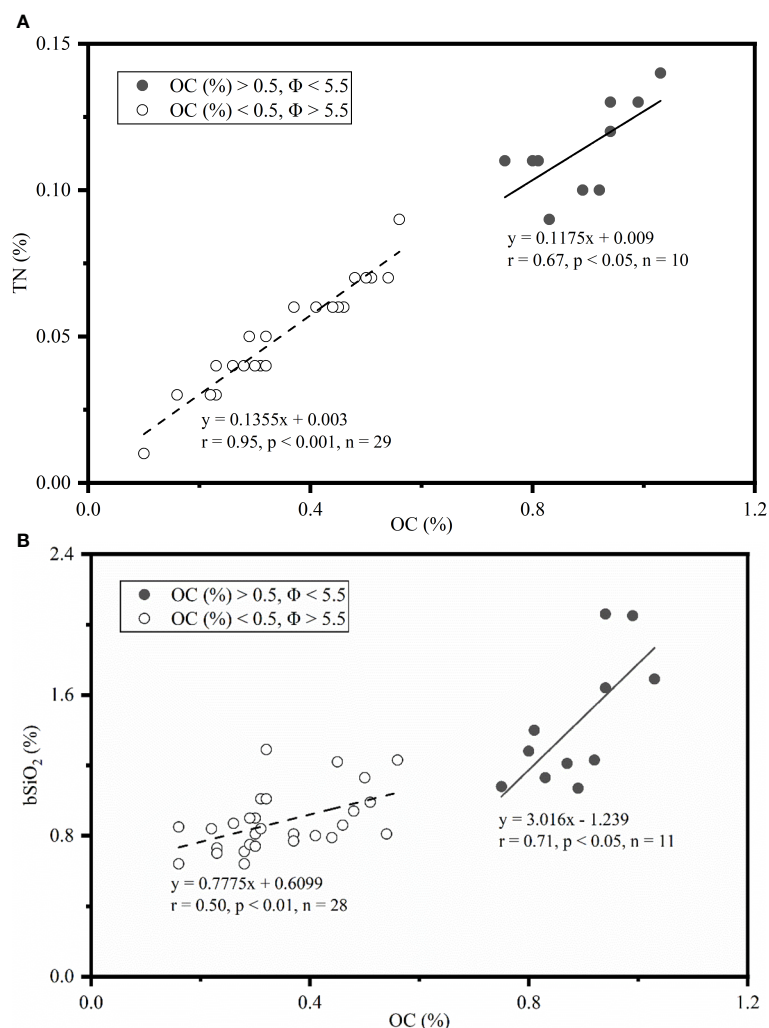 A
0.15
OC (%) > 0.5, Φ < 5.5
OC (%) < 0.5, Φ > 5.5
0.10
TN (%)
y = 0.1175x + 0.009
r = 0.67, p < 0.05, n = 10
0.05
y = 0.1355x + 0.003
r = 0.95, p < 0.001, n = 29
0.00
0.0 0.4 0.8 1.2
OC (%)
B
2.4
OC (%) > 0.5, Φ < 5.5
OC (%) < 0.5, Φ > 5.5
1.6
bSiO₂ (%)
y = 3.016x - 1.239
r = 0.71, p < 0.05, n = 11
0.8
y = 0.7775x + 0.6099
r = 0.50, p < 0.01, n = 28
0.0
0.0 0.4 0.8 1.2
OC (%)